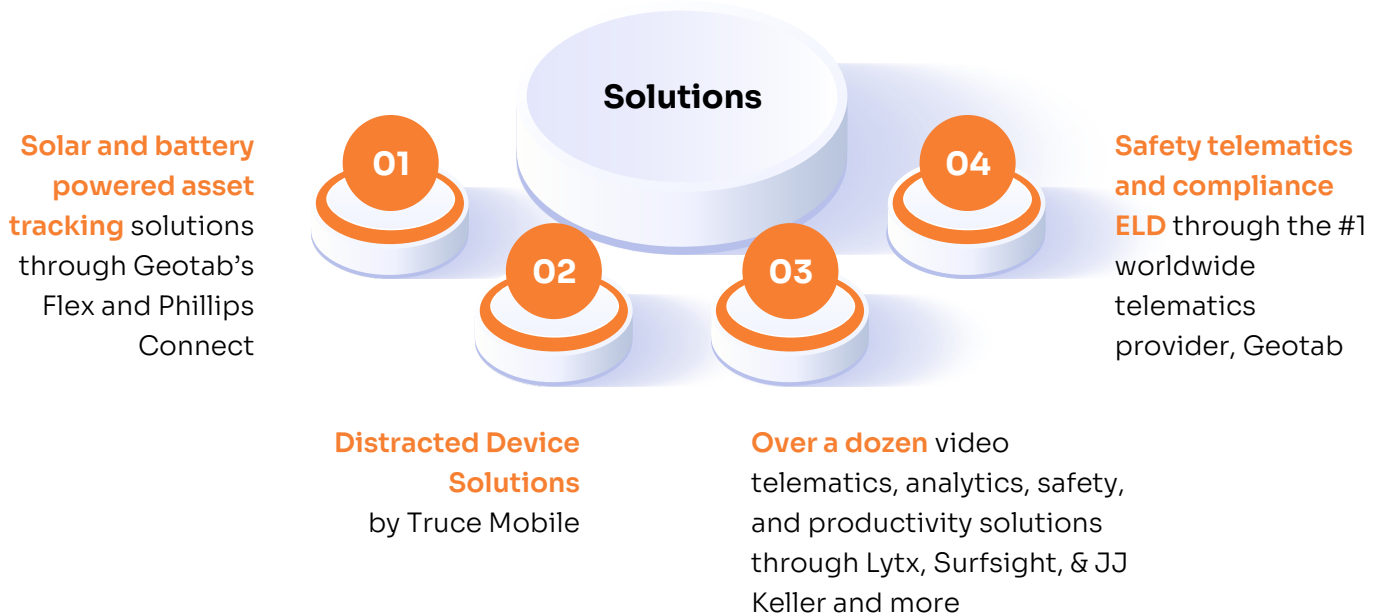 Solutions
01
Solar and battery
powered asset
tracking solutions
through Geotab’s
Flex and Phillips
Connect
02
Distracted Device
Solutions
by Truce Mobile
03
Over a dozen video
telematics, analytics, safety,
and productivity solutions
through Lytx, Surfsight, & JJ
Keller and more
04
Safety telematics
and compliance
ELD through the #1
worldwide
telematics
provider, Geotab